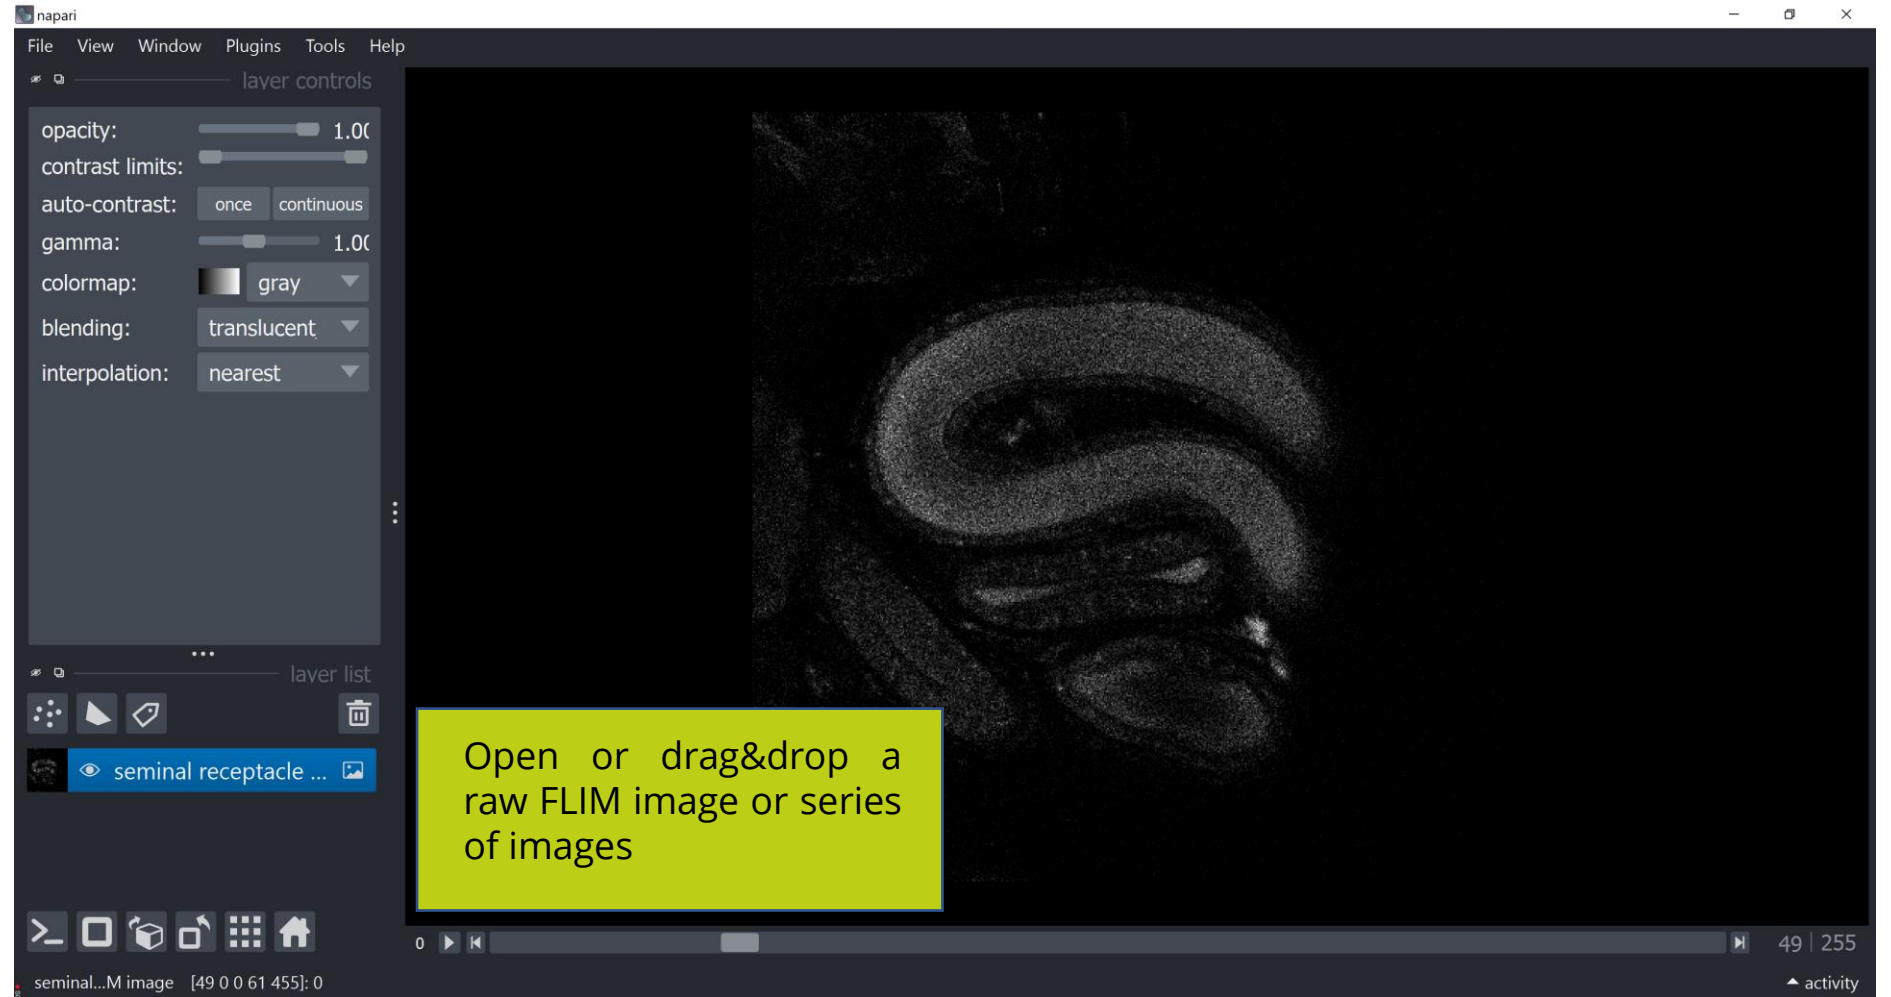 napari
File View Window Plugins Tools Help
layer controls
opacity: 1.00
contrast limits:
auto-contrast: once continuous
gamma: 1.00
colormap: gray
blending: translucent
interpolation: nearest
layer list
seminal receptacle ...
Open or drag&drop a
raw FLIM image or series
of images
0 49 255
seminal...M image [49 0 0 61 455]: 0
activity